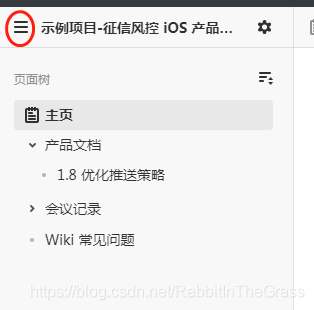 示例项目-征信风控 iOS 产品...
页面树
主页
产品文档
1.8 优化推送策略
会议记录
Wiki 常见问题
https://blog.csdn.net/RabbitInTheGrass